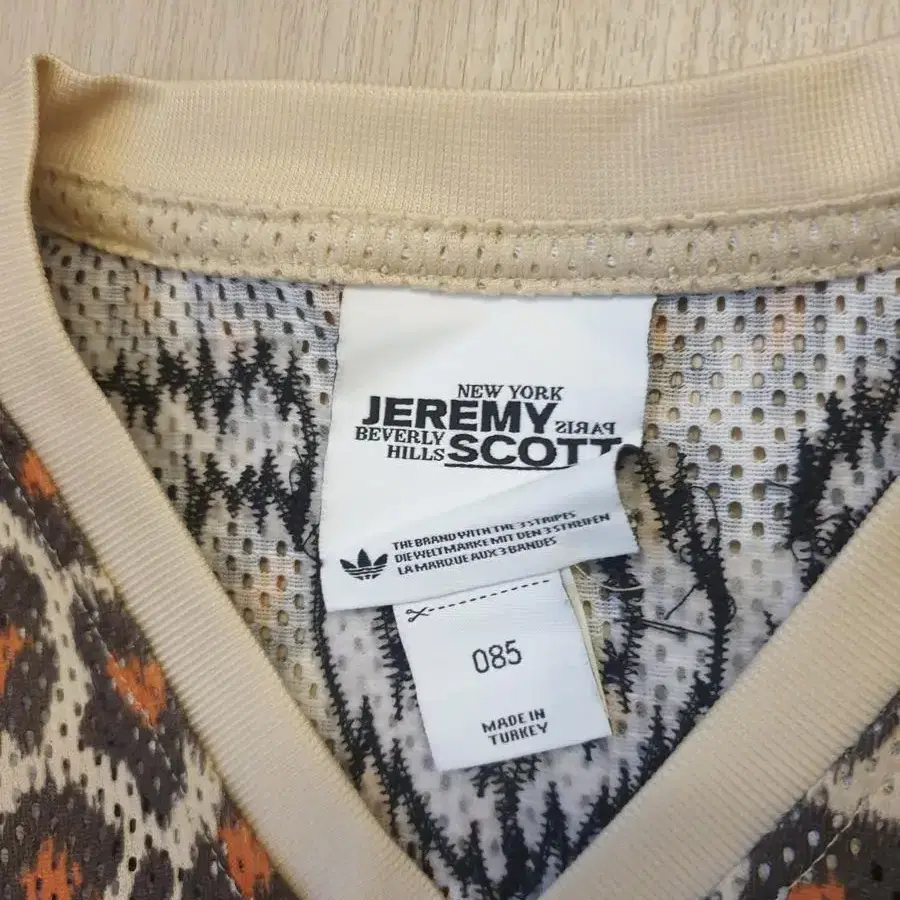 NEW YORK
JEREMY PARIS
BEVERLY
HILLS SCOTT
THE BRAND WITH THE 3 STRIPES
DIE WELTMARKE MIT DEN 3 STREIFEN
LA MARQUE AUX 3 BANDES
085
MADE IN
TURKEY